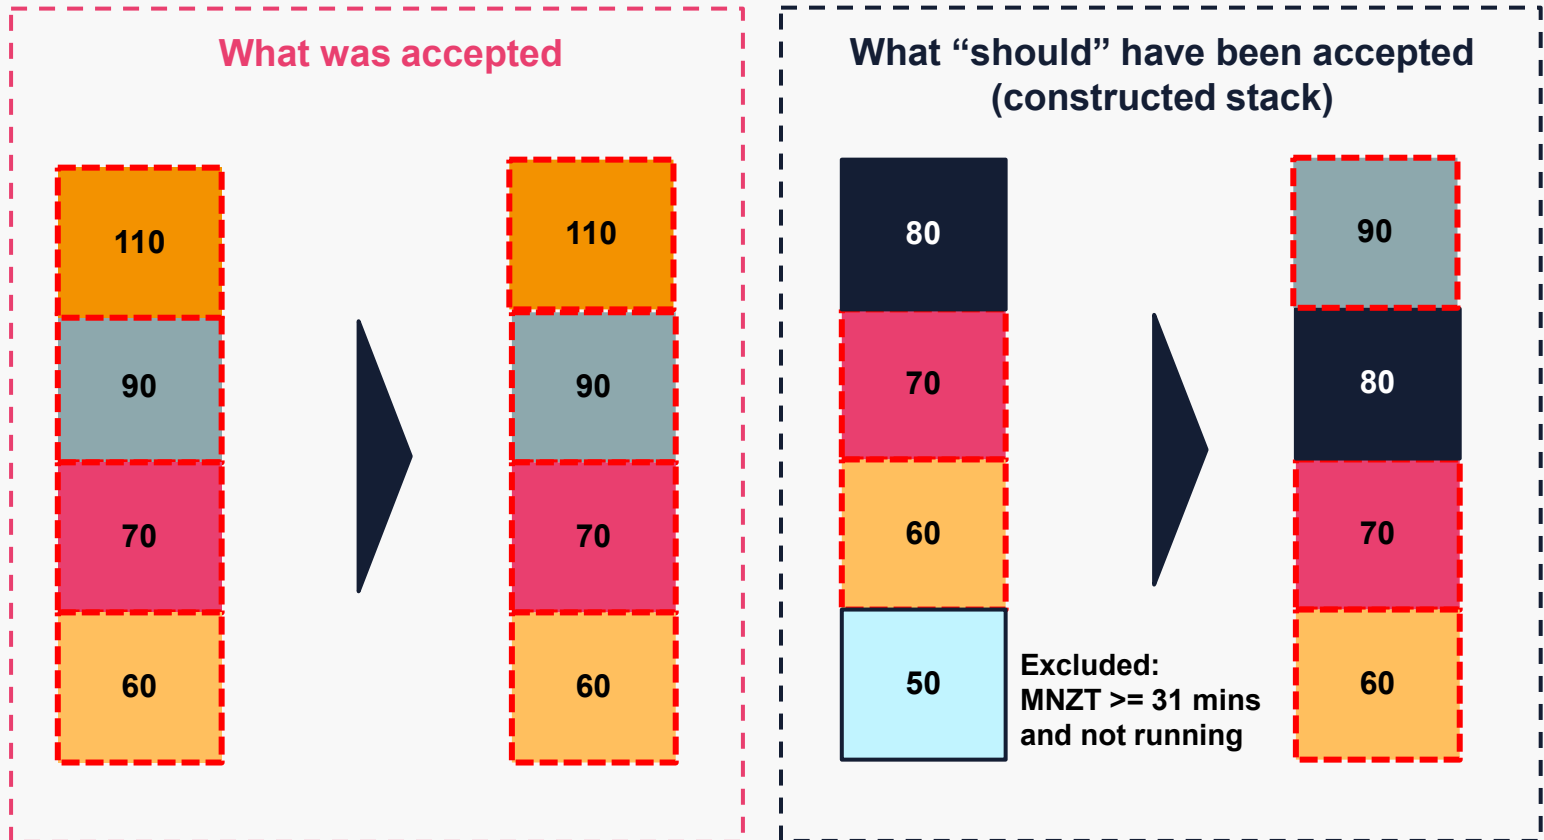 What was accepted
110
90
70
60
110
90
70
60
What “should” have been accepted
(constructed stack)
80
70
60
50
Excluded:
MNZT >= 31 mins
and not running
90
80
70
60